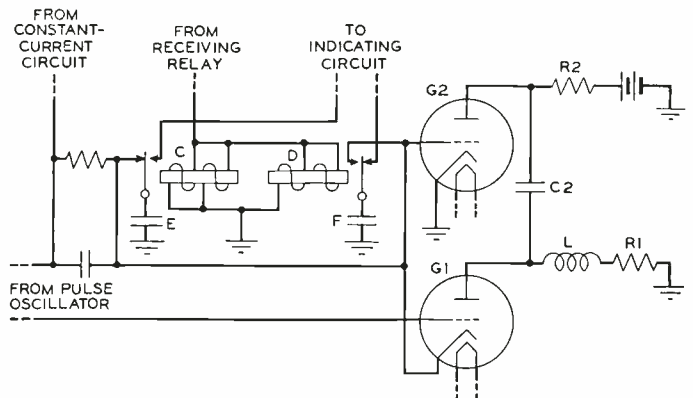 FROM
CONSTANT-
CURRENT
CIRCUIT
FROM
RECEIVING
RELAY
TO
INDICATING
CIRCUIT
G2
R2
C
D
E
F
C2
G1
L
R1
FROM PULSE
OSCILLATOR